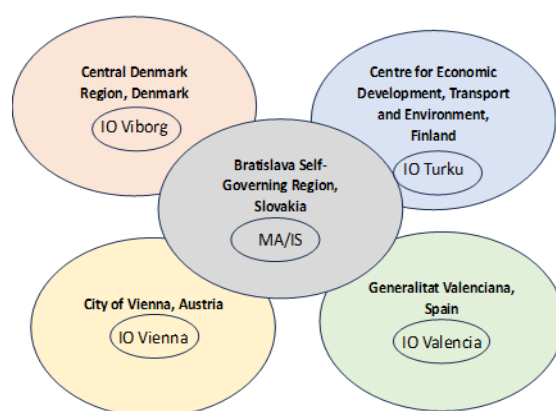 Central Denmark
Region, Denmark
IO Viborg
Centre for Economic
Development, Transport
and Environment,
Finland
IO Turku
Bratislava Self-
Governing Region,
Slovakia
MA/IS
City of Vienna, Austria
IO Vienna
Generalitat Valenciana,
Spain
IO Valencia